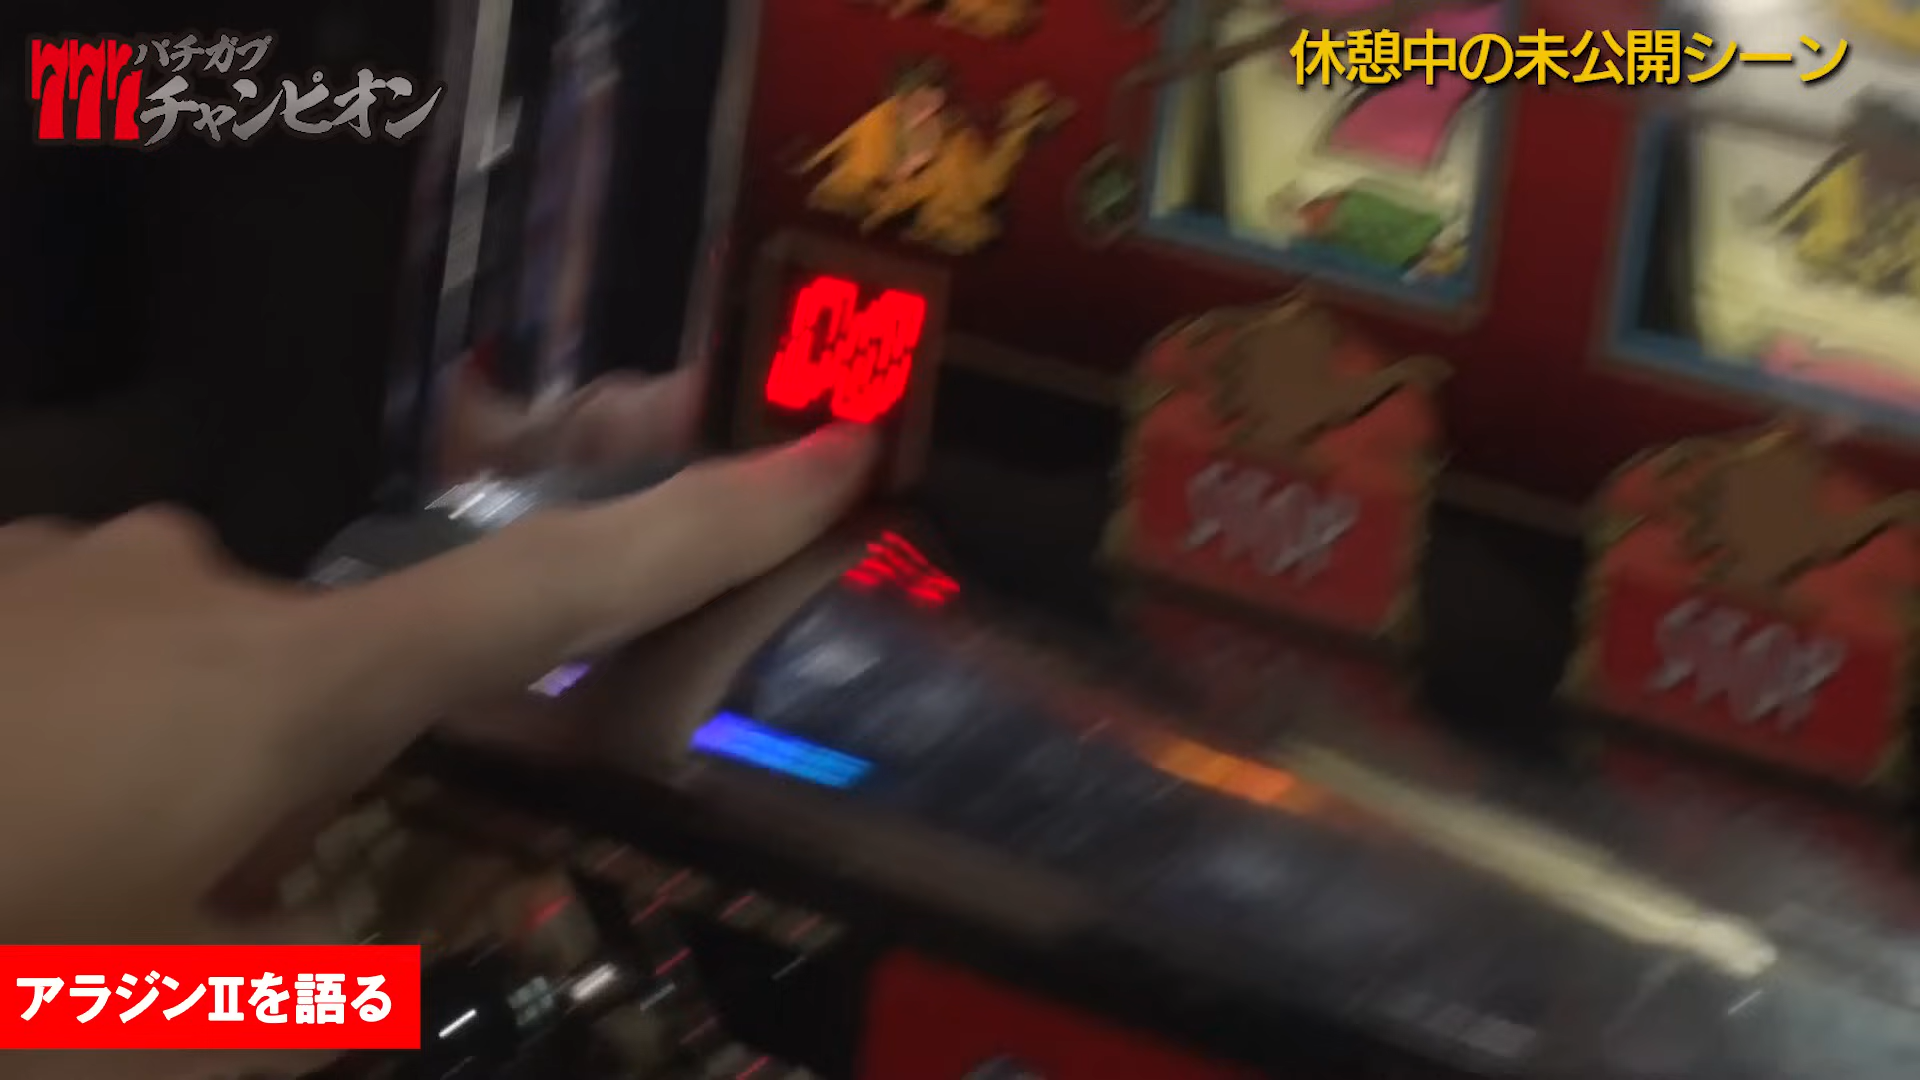 パチガブ
777チャンピオン
休憩中の未公開シーン
アラジンⅡを語る